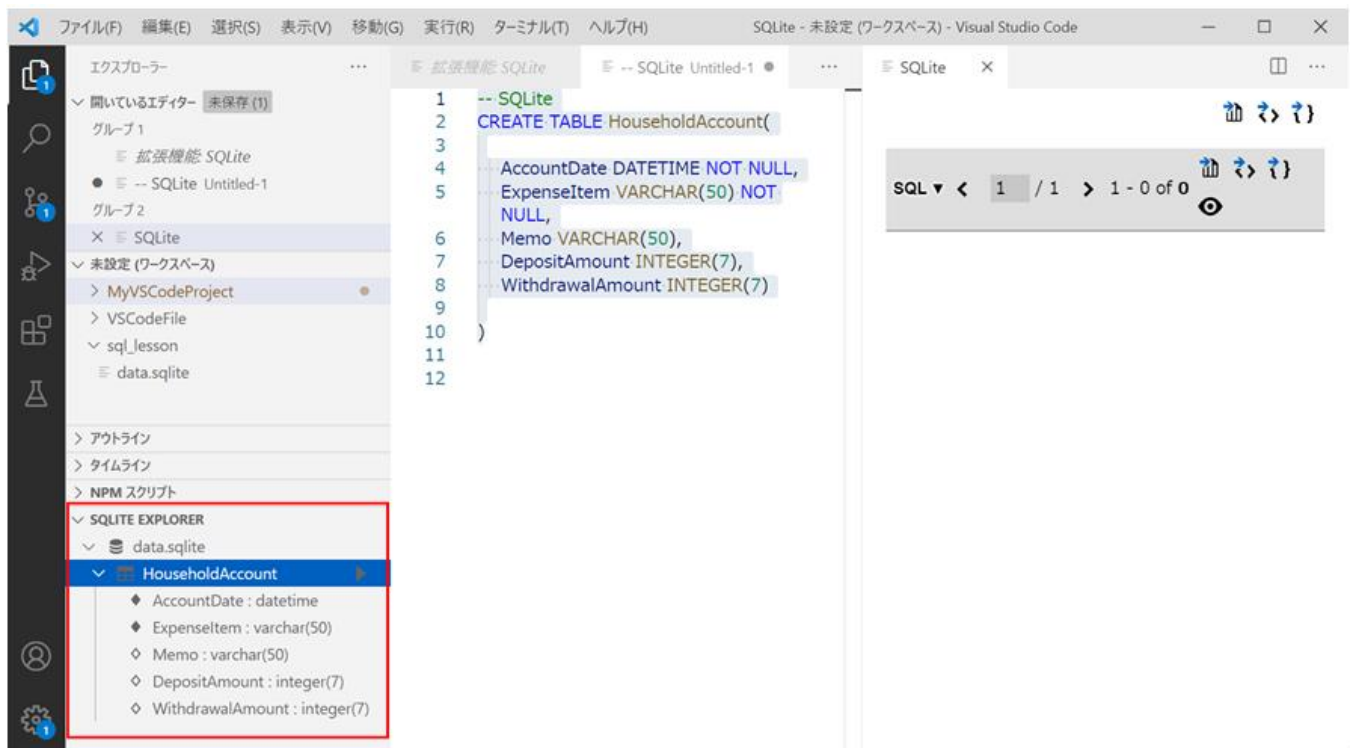 ファイル(F) 編集(E) 選択(S) 表示(V) 移動(G) 実行(R) ターミナル(T) ヘルプ(H) SQLite - 未設定 (ワークスペース) - Visual Studio Code
エクスプローラー
開いているエディター 未保存 (1)
グループ 1
拡張機能: SQLite
-- SQLite Untitled-1
グループ 2
SQLite
未設定 (ワークスペース)
MyVSCodeProject
VSCodeFile
sql_lesson
data.sqlite
アウトライン
タイムライン
NPM スクリプト
SQLITE EXPLORER
data.sqlite
HouseholdAccount
AccountDate : datetime
ExpenseItem : varchar(50)
Memo : varchar(50)
DepositAmount : integer(7)
WithdrawalAmount : integer(7)
1
1
1
拡張機能: SQLite
-- SQLite Untitled-1
1 -- SQLite
2 CREATE TABLE HouseholdAccount(
3
4 AccountDate DATETIME NOT NULL,
5 ExpenseItem VARCHAR(50) NOT
NULL,
6 Memo VARCHAR(50),
7 DepositAmount INTEGER(7),
8 WithdrawalAmount INTEGER(7)
9
10 )
11
12
SQLite
SQL 1 / 1 1 - 0 of 0